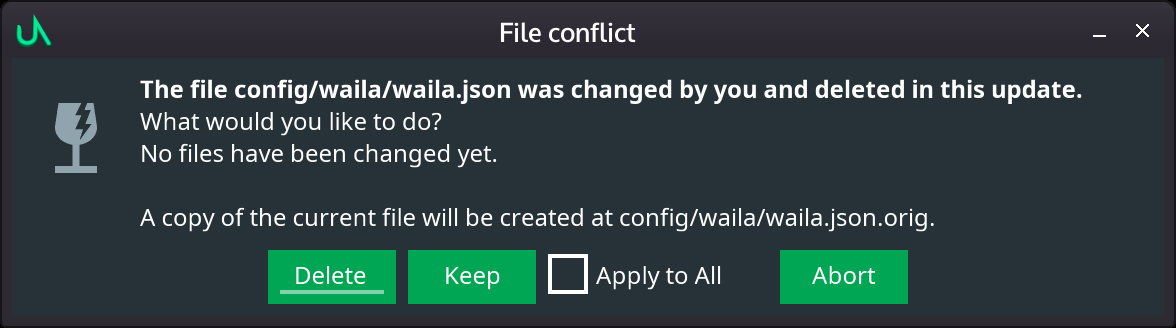 File conflict
The file config/waila/waila.json was changed by you and deleted in this update.
What would you like to do?
No files have been changed yet.
A copy of the current file will be created at config/waila/waila.json.orig.
Delete Keep Apply to All Abort